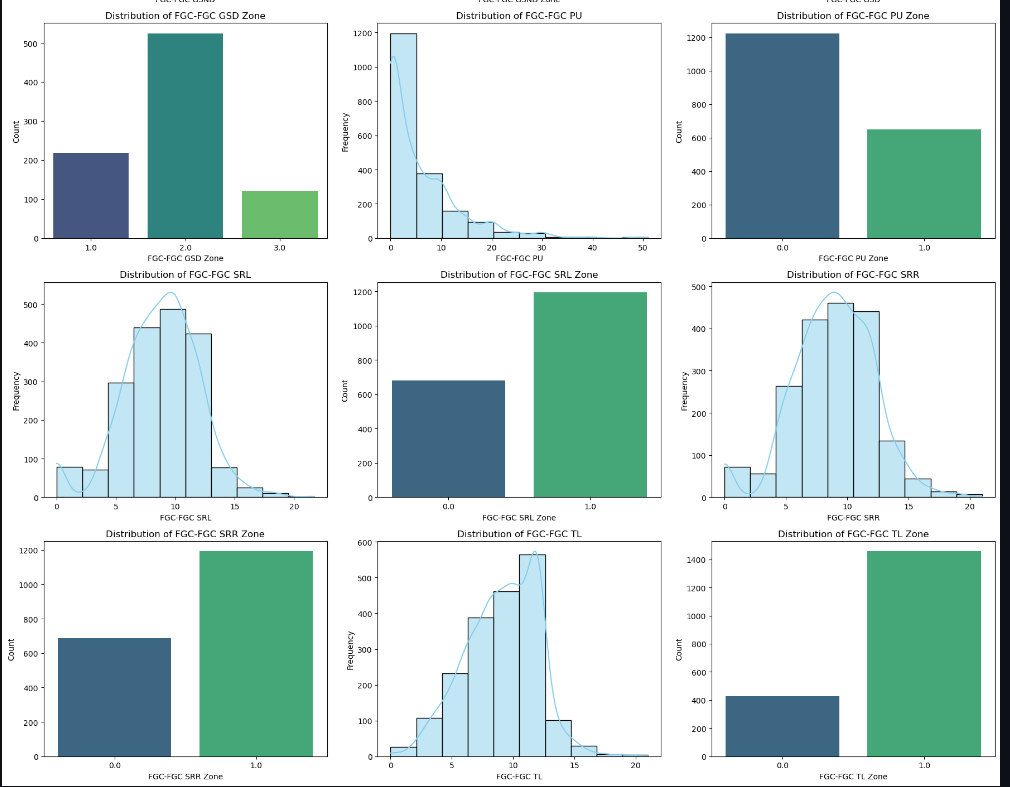 FGC-FGC GSND
FGC-FGC GSND Zone
FGC-FGC GSD
Distribution of FGC-FGC GSD Zone
Count
500
400
300
200
100
0
1.0 2.0 3.0
FGC-FGC GSD Zone
Distribution of FGC-FGC PU
Frequency
1200
1000
800
600
400
200
0
0 10 20 30 40 50
FGC-FGC PU
Distribution of FGC-FGC PU Zone
Count
1200
1000
800
600
400
200
0
0.0 1.0
FGC-FGC PU Zone
Distribution of FGC-FGC SRL
Frequency
500
400
300
200
100
0
0 5 10 15 20
FGC-FGC SRL
Distribution of FGC-FGC SRL Zone
Count
1200
1000
800
600
400
200
0
0.0 1.0
FGC-FGC SRL Zone
Distribution of FGC-FGC SRR
Frequency
500
400
300
200
100
0
0 5 10 15 20
FGC-FGC SRR
Distribution of FGC-FGC SRR Zone
Count
1200
1000
800
600
400
200
0
0.0 1.0
FGC-FGC SRR Zone
Distribution of FGC-FGC TL
Frequency
600
500
400
300
200
100
0
0 5 10 15 20
FGC-FGC TL
Distribution of FGC-FGC TL Zone
Count
1400
1200
1000
800
600
400
200
0
0.0 1.0
FGC-FGC TL Zone